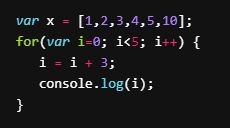 var x = [1,2,3,4,5,10];
for(var i=0; i<5; i++) {
   i = i + 3;
   console.log(i);
}